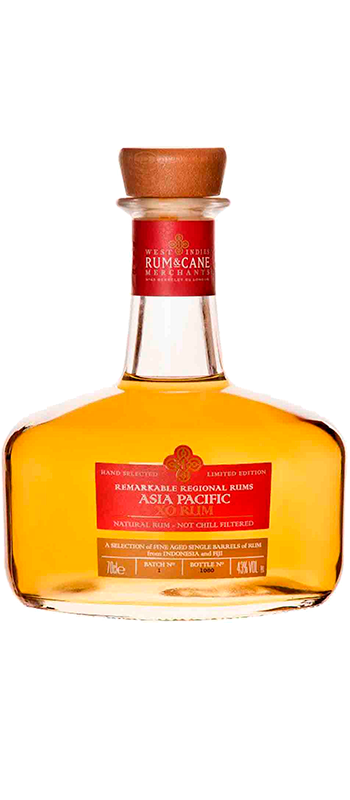 WEST INDIES
RUM & CANE
MERCHANTS
HAND SELECTED LIMITED EDITION
REMARKABLE REGIONAL RUMS
ASIA PACIFIC
XO RUM
NATURAL RUM - NOT CHILL FILTERED
A SELECTION of FINE AGED SINGLE BARRELS of RUM
from INDONESIA and FIJI
70cl e BATCH Nº BOTTLE Nº 43% VOL
1 1080